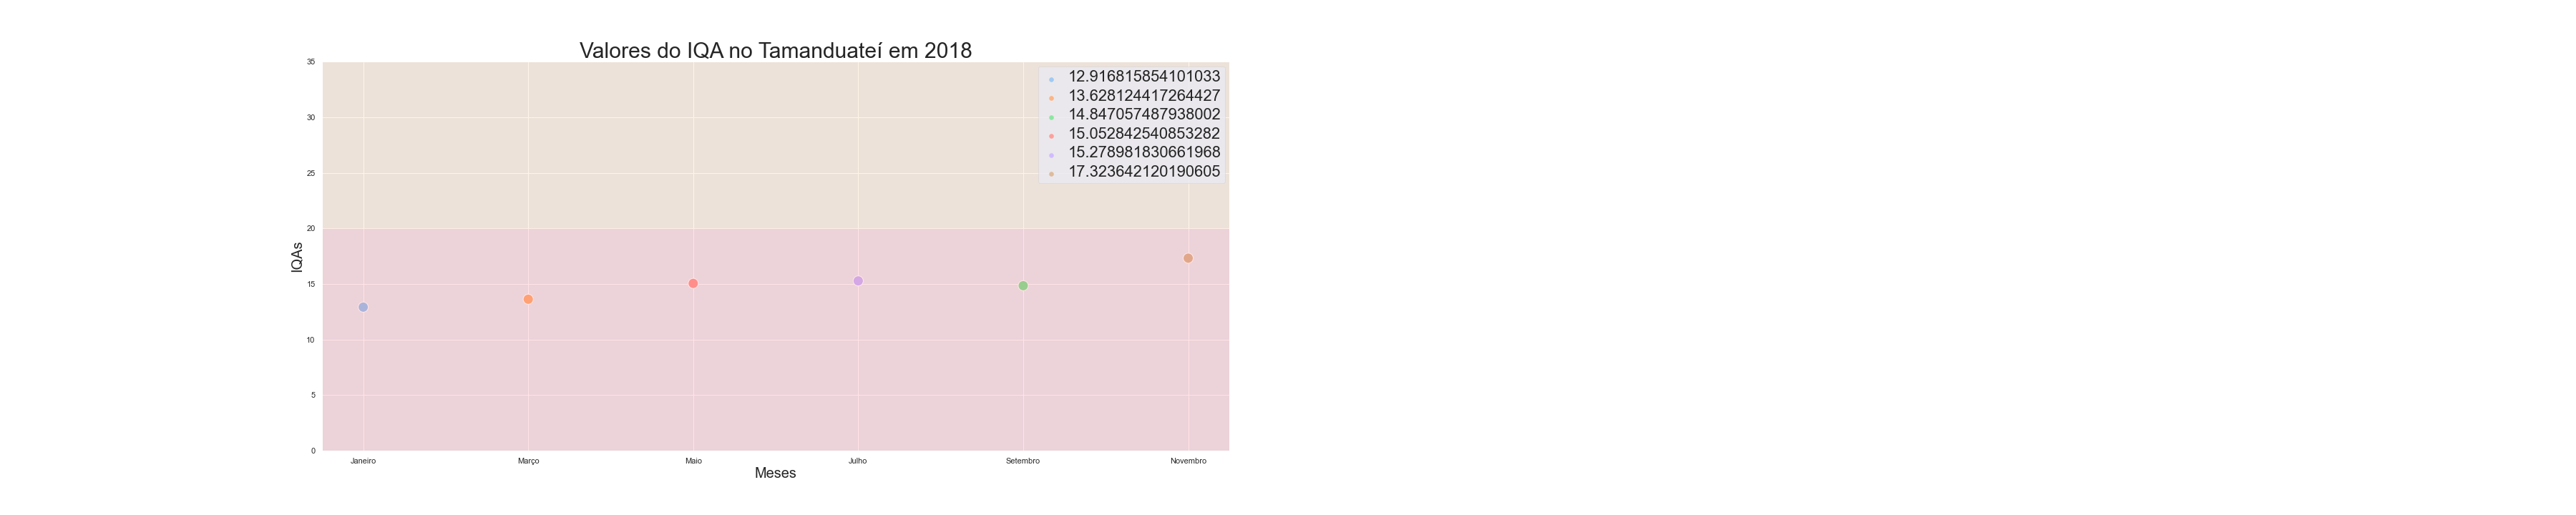 Valores do IQA no Tamanduateí em 2018
35
30
25
20
15
10
5
0
IQAs
12.916815854101033
13.628124417264427
14.847057487938002
15.052842540853282
15.278981830661968
17.323642120190605
Janeiro
Março
Maio
Julho
Setembro
Novembro
Meses